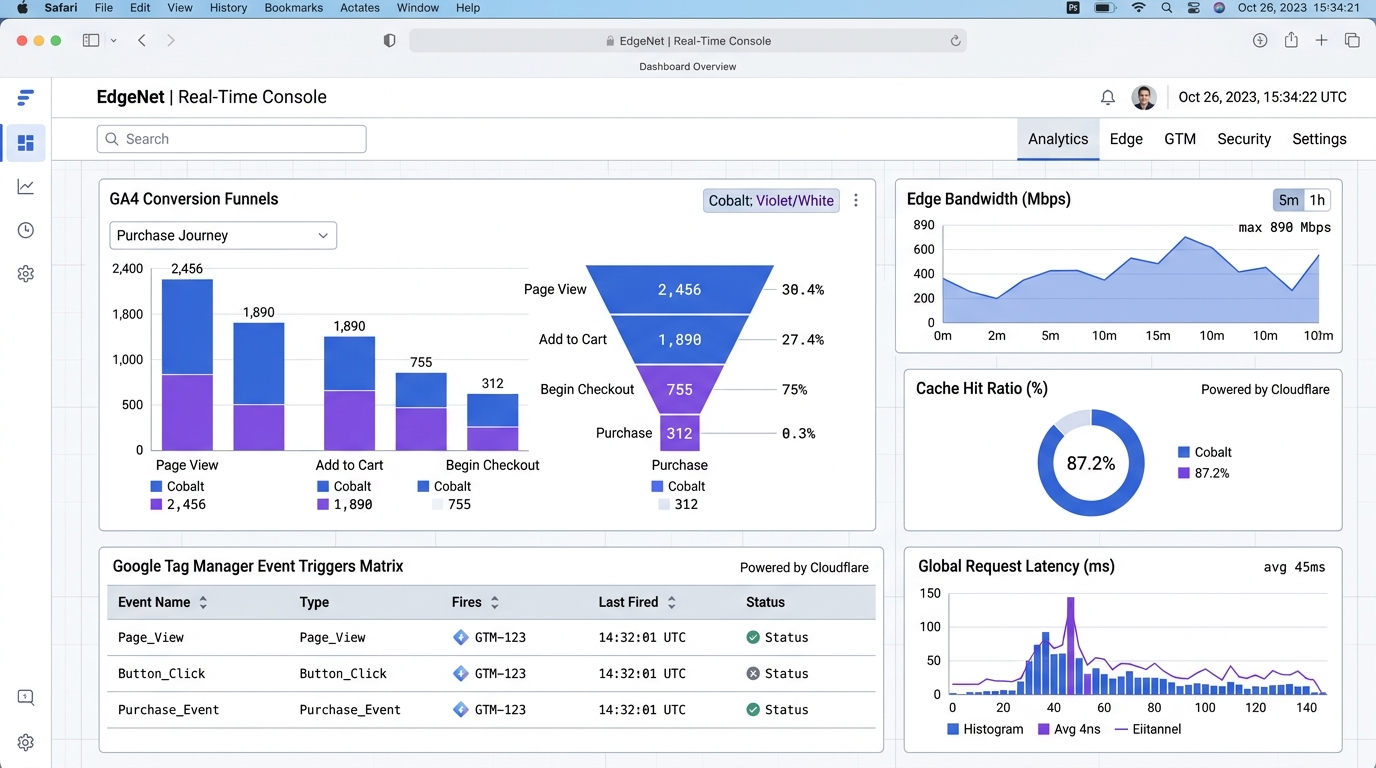 Safari File Edit View History Bookmarks Actates Window Help Ps Oct 26, 2023 15:34:21
EdgeNet | Real-Time Console
Dashboard Overview
EdgeNet | Real-Time Console
Oct 26, 2023, 15:34:22 UTC
Search
Analytics Edge GTM Security Settings
GA4 Conversion Funnels
Cobalt: Violet/White
Purchase Journey
2,400
1,800
1,000
500
0
2,456
1,890
1,890
755
312
Page View Add to Cart Begin Checkout
Cobalt Cobalt Cobalt
2,456 1,890 755
Page View 2,456 30.4%
Add to Cart 1,890 27.4%
Begin Checkout 755 75%
Purchase 312 0.3%
Purchase
Cobalt
312
Edge Bandwidth (Mbps)
5m 1h
max 890 Mbps
890
600
400
200
0
0m 2m 5m 10m 15m 10m 10m
Cache Hit Ratio (%)
Powered by Cloudflare
87.2%
Cobalt
87.2%
Google Tag Manager Event Triggers Matrix
Powered by Cloudflare
Event Name Type Fires Last Fired Status
Page_View Page_View GTM-123 14:32:01 UTC Status
Button_Click Button_Click GTM-123 14:32:01 UTC Status
Purchase_Event Purchase_Event GTM-123 14:32:01 UTC Status
Global Request Latency (ms)
avg 45ms
150
100
50
0
0 20 40 60 80 100 120 140
Histogram Avg 4ns Eiitannel